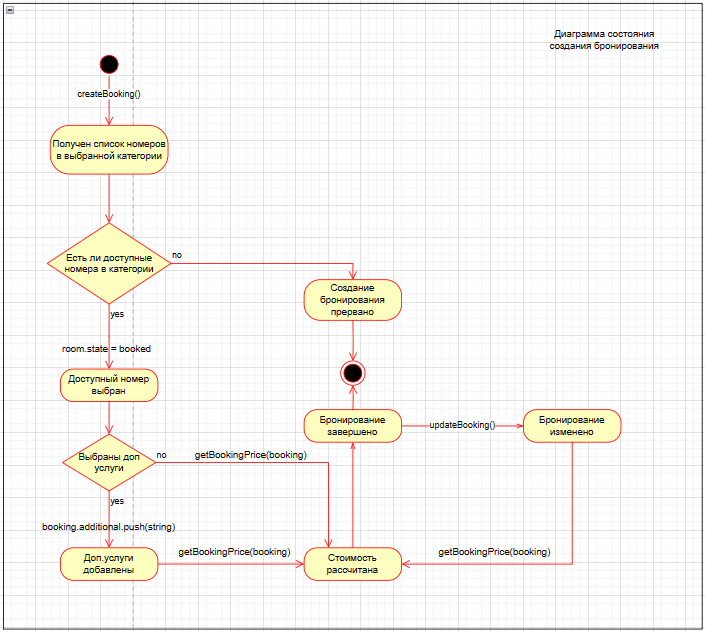 Диаграмма состояния
создания бронирования
createBooking()
Получен список номеров
в выбранной категории
Есть ли доступные
номера в категории
no
yes
Создание
бронирования
прервано
room.state = booked
Доступный номер
выбран
Бронирование
завершено
updateBooking()
Бронирование
изменено
Выбраны доп
услуги
no
getBookingPrice(booking)
yes
booking.additional.push(string)
Доп.услуги
добавлены
getBookingPrice(booking)
Стоимость
рассчитана
getBookingPrice(booking)